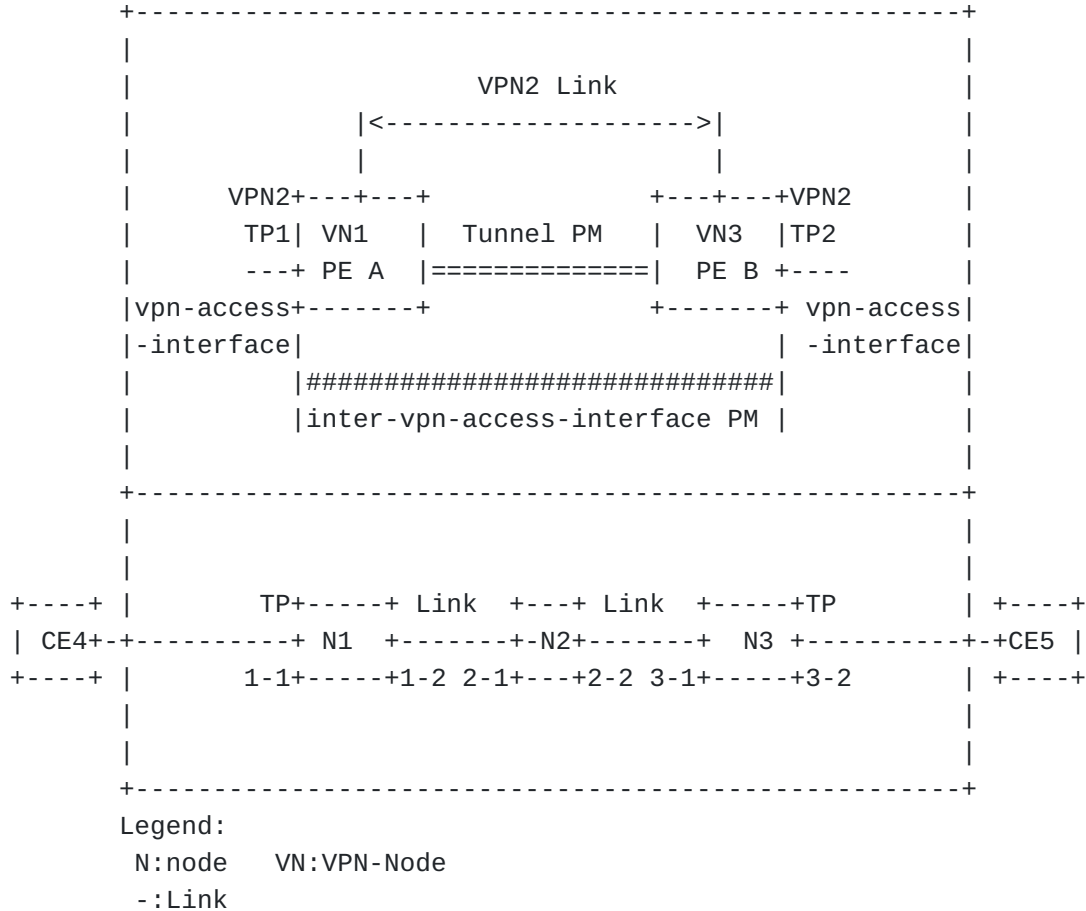 +-----------------------------------------------------+
|                                                     |
|                      VPN2 Link                      |
|              |<-------------------->|               |
|              |                      |               |
|      VPN2+---+---+              +---+---+VPN2       |
|       TP1| VN1   |  Tunnel PM   |  VN3  |TP2        |
|       ---+ PE A  |==============|  PE B +----       |
|vpn-access+-------+              +-------+ vpn-access|
|-interface|                              | -interface|
|          |##############################|           |
|          |inter-vpn-access-interface PM |           |
|                                                     |
+-----------------------------------------------------+
|                                                     |
|                                                     |
+----+ |        TP+-----+ Link  +---+ Link  +-----+TP         | +----+
| CE4+-+----------+ N1  +-------+-N2+-------+  N3 +----------+-+CE5 |
+----+ |       1-1+-----+1-2 2-1+---+2-2 3-1+-----+3-2        | +----+
|                                                     |
|                                                     |
+-----------------------------------------------------+
Legend:
N:node   VN:VPN-Node
-:Link